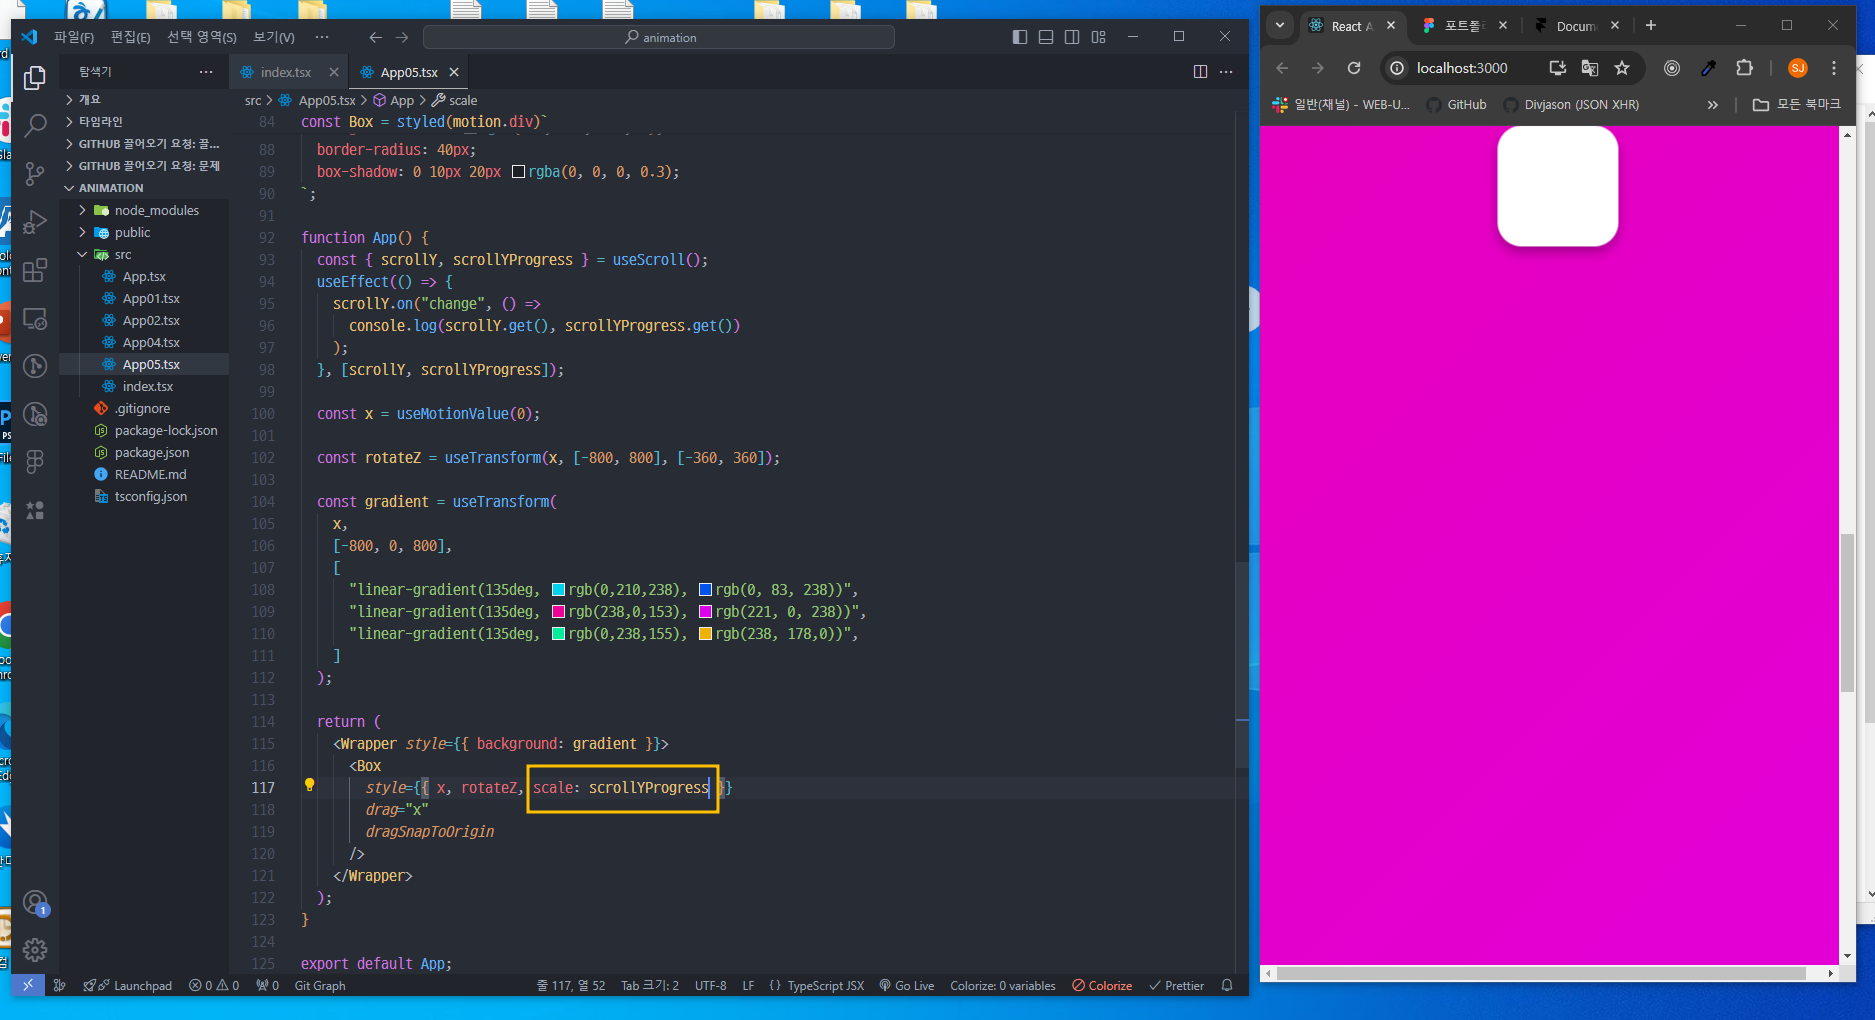 파일(F) 편집(E) 선택 영역(S) 보기(V) ··· animation
탐색기 ···
개요
타임라인
GITHUB 끌어오기 요청: 끌...
GITHUB 끌어오기 요청: 문제
ANIMATION
node_modules
public
src
App.tsx
App01.tsx
App02.tsx
App04.tsx
App05.tsx
index.tsx
.gitignore
package-lock.json
package.json
README.md
tsconfig.json
index.tsx App05.tsx
src > App05.tsx > App > scale
84 const Box = styled(motion.div)`
88 border-radius: 40px;
89 box-shadow: 0 10px 20px rgba(0, 0, 0, 0.3);
90 `;
91
92 function App() {
93 const { scrollY, scrollYProgress } = useScroll();
94 useEffect(() => {
95 scrollY.on("change", () =>
96 console.log(scrollY.get(), scrollYProgress.get())
97 );
98 }, [scrollY, scrollYProgress]);
99
100 const x = useMotionValue(0);
101
102 const rotateZ = useTransform(x, [-800, 800], [-360, 360]);
103
104 const gradient = useTransform(
105 x,
106 [-800, 0, 800],
107 [
108 "linear-gradient(135deg, rgb(0,210,238), rgb(0, 83, 238))",
109 "linear-gradient(135deg, rgb(238,0,153), rgb(221, 0, 238))",
110 "linear-gradient(135deg, rgb(0,238,155), rgb(238, 178,0))",
111 ]
112 );
113
114 return (
115 <Wrapper style={{ background: gradient }}>
116 <Box
117 style={{ x, rotateZ, scale: scrollYProgress }}
118 drag="x"
119 dragSnapToOrigin
120 />
121 </Wrapper>
122 );
123 }
124
125 export default App;
Launchpad 0 0 0 Git Graph 줄 117, 열 52 Tab 크기: 2 UTF-8 LF {} TypeScript JSX Go Live Colorize: 0 variables Colorize Prettier
1
React A 포트폴 Docum
localhost:3000 SJ
일반(채널) - WEB-U... GitHub Divjason (JSON XHR) » 모든 북마크